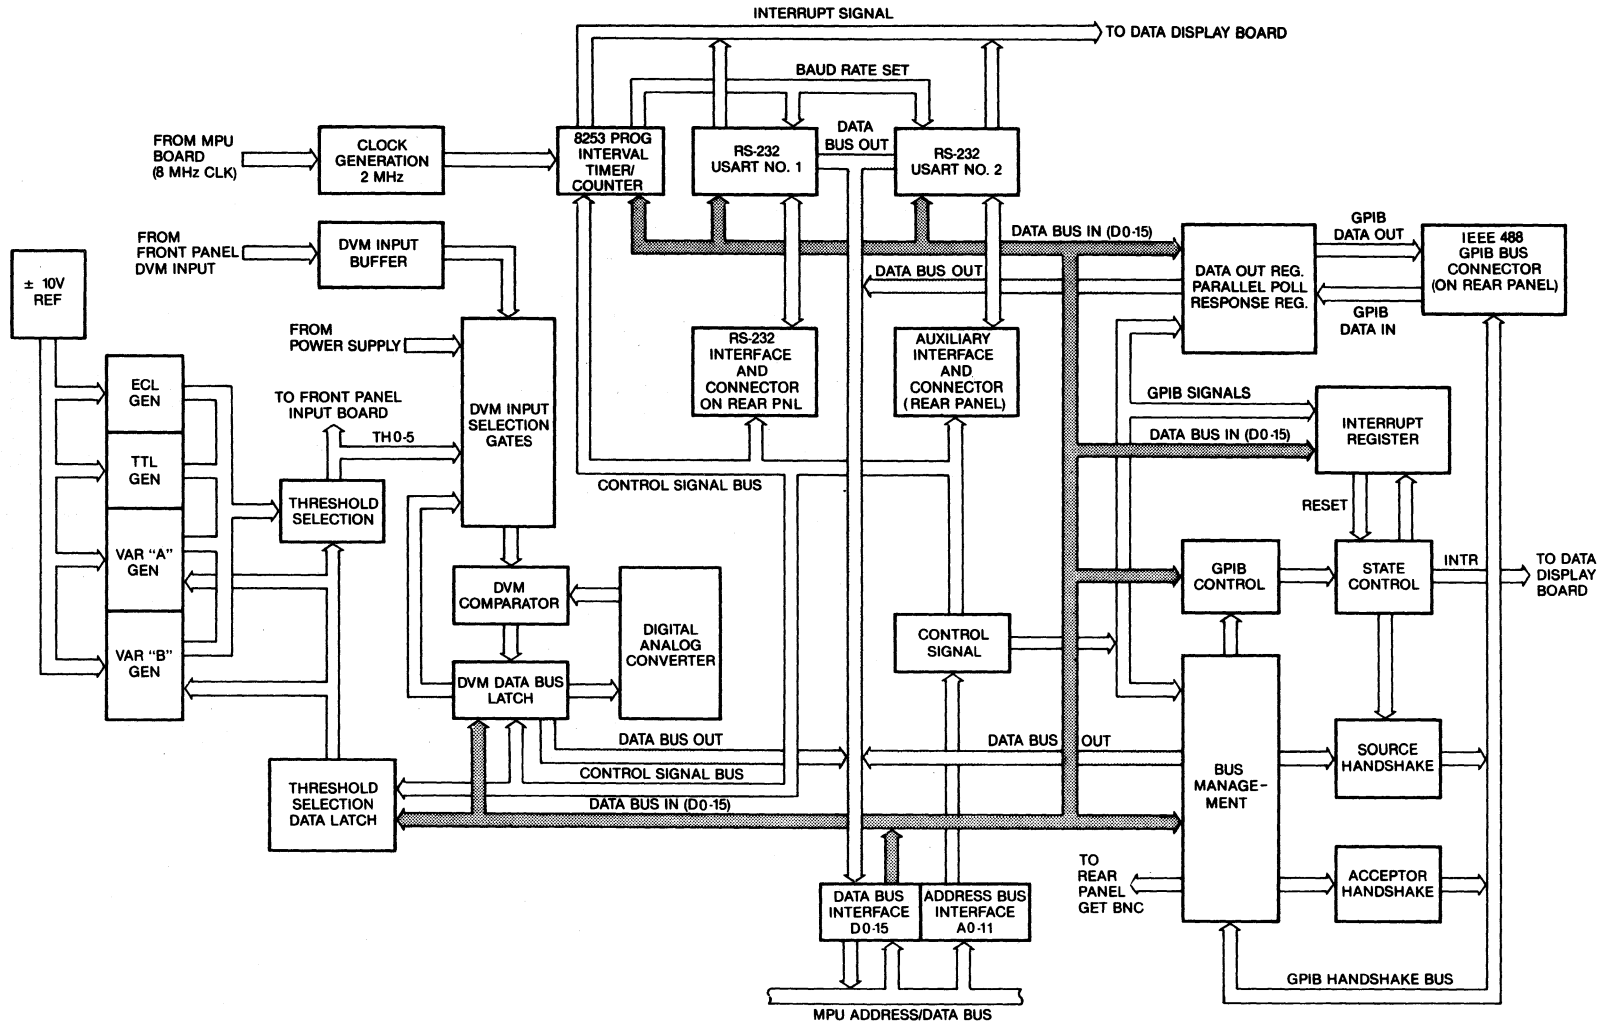 INTERRUPT SIGNAL
TO DATA DISPLAY BOARD
BAUD RATE SET
FROM MPU
BOARD
(8 MHz CLK)
CLOCK
GENERATION
2 MHz
8253 PROG
INTERVAL
TIMER/
COUNTER
RS-232
USART NO. 1
DATA
BUS OUT
RS-232
USART NO. 2
FROM
FRONT PANEL
DVM INPUT
DVM INPUT
BUFFER
DATA BUS IN (D0-15)
DATA BUS OUT
DATA OUT REG.
PARALLEL POLL
RESPONSE REG.
GPIB
DATA OUT
GPIB
DATA IN
IEEE 488
GPIB BUS
CONNECTOR
(ON REAR PANEL)
± 10V
REF
FROM
POWER SUPPLY
DVM INPUT
SELECTION
GATES
RS-232
INTERFACE
AND
CONNECTOR
ON REAR PNL
AUXILIARY
INTERFACE
AND
CONNECTOR
(REAR PANEL)
ECL
GEN
TTL
GEN
VAR "A"
GEN
VAR "B"
GEN
TO FRONT PANEL
INPUT BOARD
TH0-5
THRESHOLD
SELECTION
CONTROL SIGNAL BUS
GPIB SIGNALS
DATA BUS IN (D0-15)
INTERRUPT
REGISTER
RESET
GPIB
CONTROL
STATE
CONTROL
INTR
TO DATA
DISPLAY
BOARD
DVM
COMPARATOR
DIGITAL
ANALOG
CONVERTER
CONTROL
SIGNAL
DVM DATA BUS
LATCH
DATA BUS OUT
CONTROL SIGNAL BUS
DATA BUS IN (D0-15)
DATA BUS OUT
THRESHOLD
SELECTION
DATA LATCH
BUS
MANAGE-
MENT
SOURCE
HANDSHAKE
TO
REAR
PANEL
GET BNC
ACCEPTOR
HANDSHAKE
DATA BUS
INTERFACE
D0-15
ADDRESS BUS
INTERFACE
A0-11
GPIB HANDSHAKE BUS
MPU ADDRESS/DATA BUS